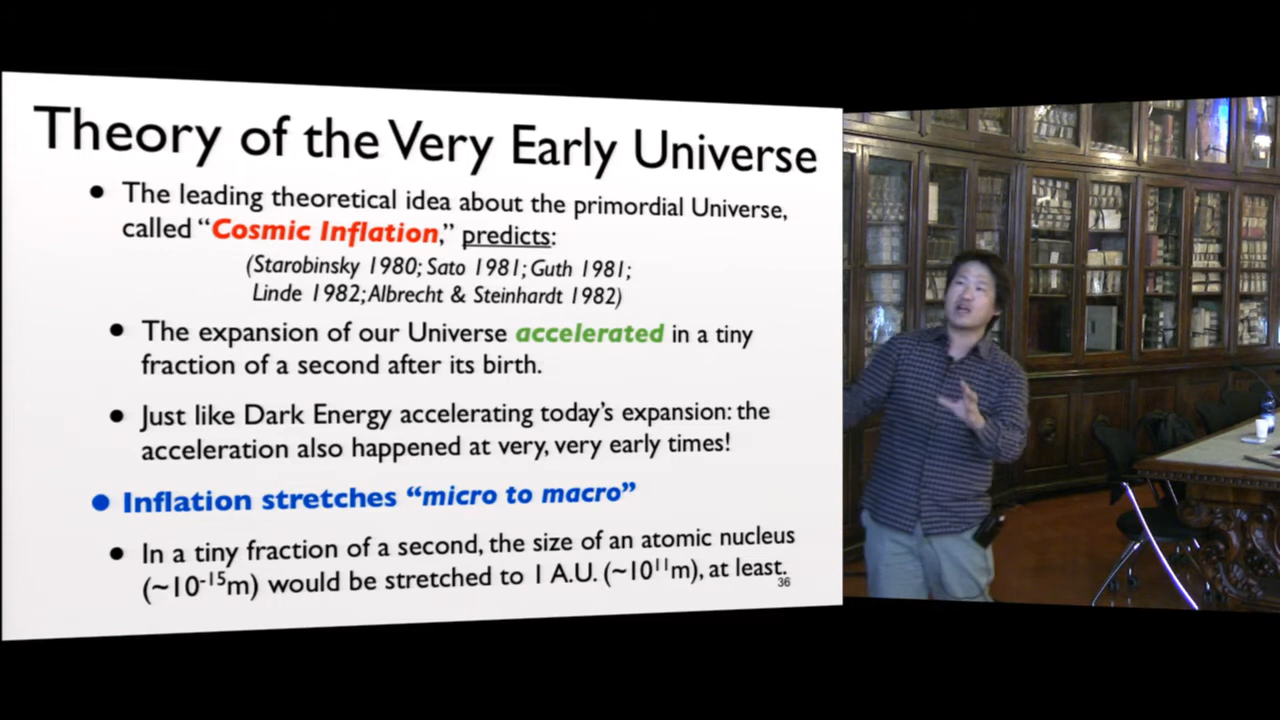 Theory of the Very Early Universe
• The leading theoretical idea about the primordial Universe,
called “Cosmic Inflation,” predicts:
(Starobinsky 1980; Sato 1981; Guth 1981;
Linde 1982; Albrecht & Steinhardt 1982)
• The expansion of our Universe accelerated in a tiny
fraction of a second after its birth.
• Just like Dark Energy accelerating today’s expansion: the
acceleration also happened at very, very early times!
• Inflation stretches “micro to macro”
• In a tiny fraction of a second, the size of an atomic nucleus
(~10⁻¹⁵m) would be stretched to 1 A.U. (~10¹¹m), at least.
36